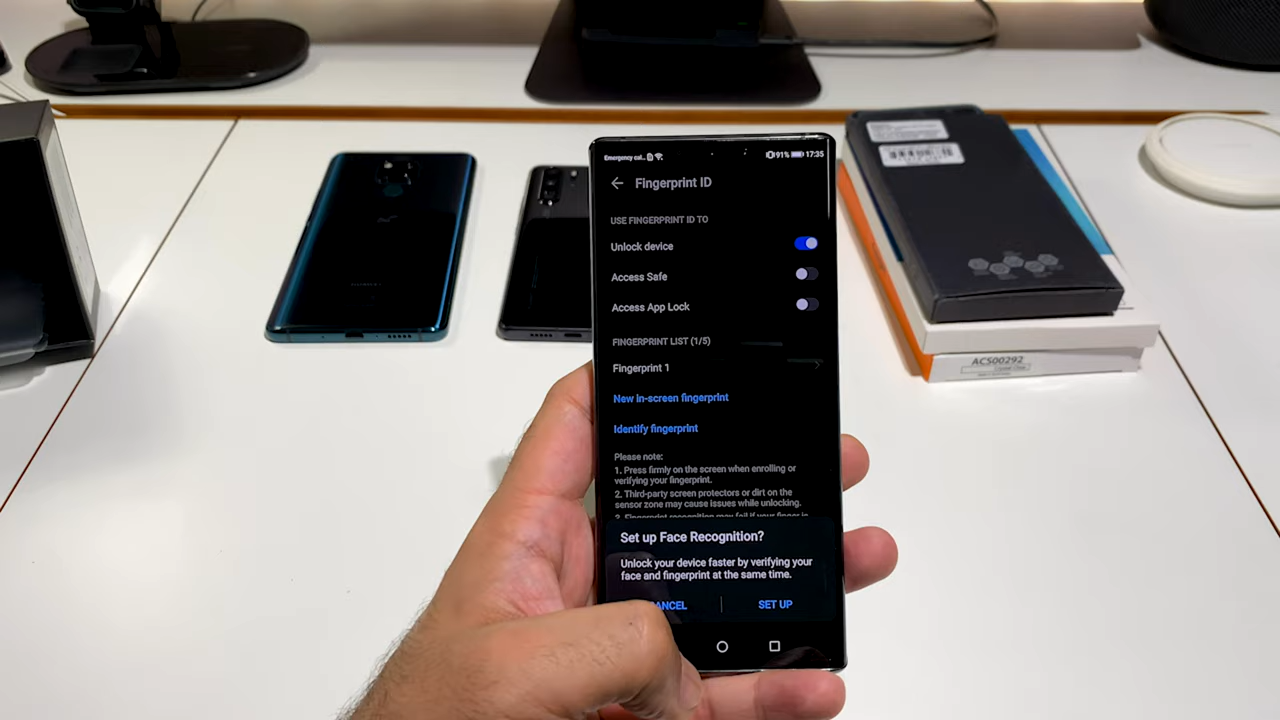 Emergency cal..
91% 17:35
Fingerprint ID
USE FINGERPRINT ID TO
Unlock device
Access Safe
Access App Lock
FINGERPRINT LIST (1/5)
Fingerprint 1
New in-screen fingerprint
Identify fingerprint
Please note:
1. Press firmly on the screen when enrolling or
verifying your fingerprint.
2. Third-party screen protectors or dirt on the
sensor zone may cause issues while unlocking.
Set up Face Recognition?
Unlock your device faster by verifying your
face and fingerprint at the same time.
ANCEL
SET UP
ACS00292